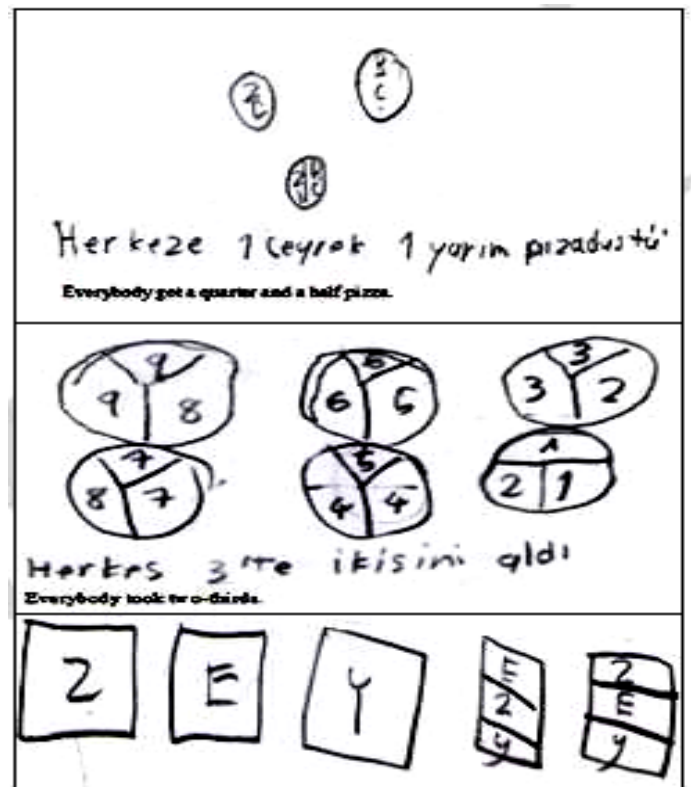 Herkeze 1 çeyrek 1 yarım pizadüştü
Everybody got a quarter and a half pizza.
9
9 8
6
6 5
3
3 2
7
8 7
5
4 4
1
2 1
Herkes 3'te ikisini aldı
Everybody took two-thirds.
Z E Y
E
Z
Y
Z
E
Y